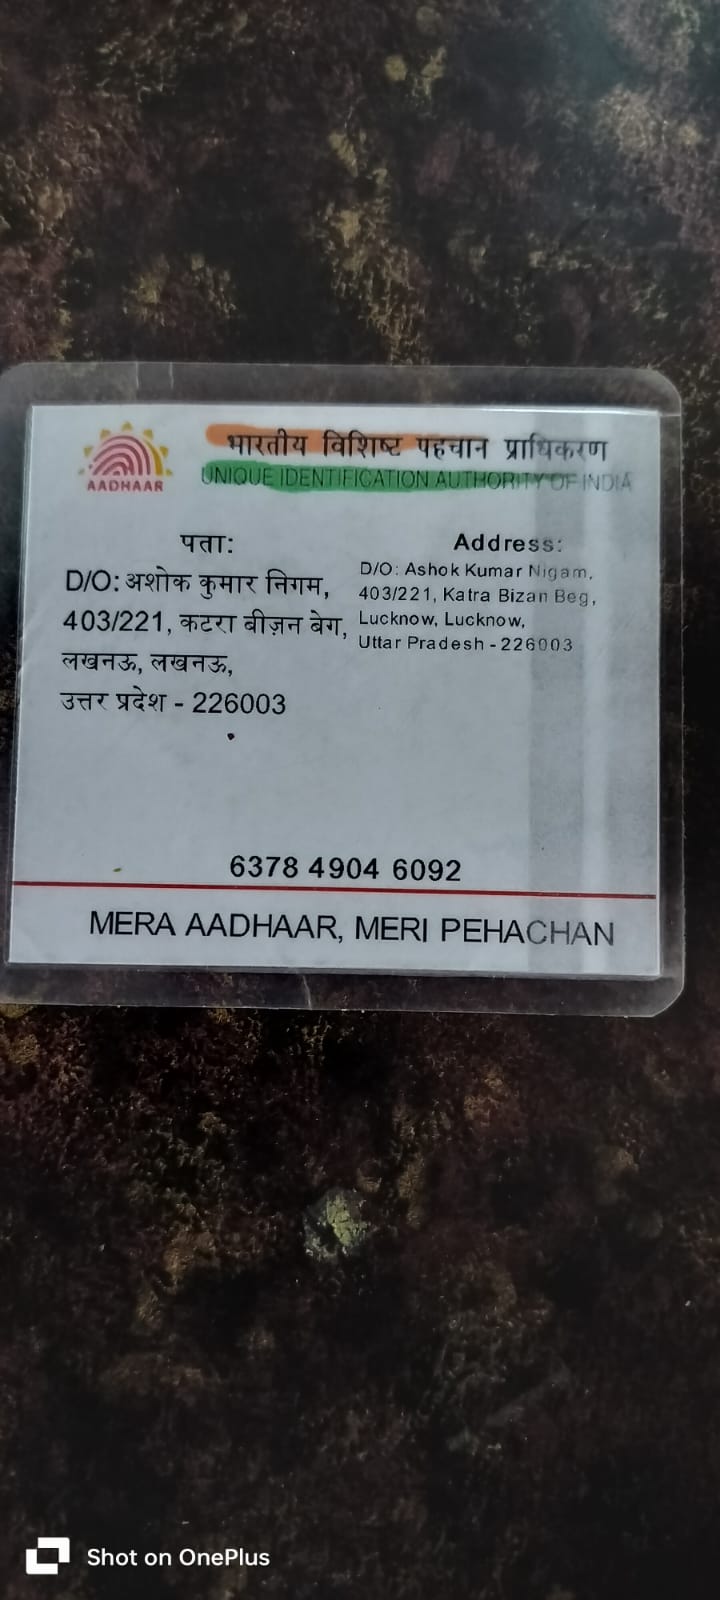 भारतीय विशिष्ट पहचान प्राधिकरण
UNIQUE IDENTIFICATION AUTHORITY OF INDIA
AADHAAR
पता:
D/O: अशोक कुमार निगम,
403/221, कटरा बीज़न बेग,
लखनऊ, लखनऊ,
उत्तर प्रदेश - 226003
Address:
D/O: Ashok Kumar Nigam,
403/221, Katra Bizan Beg,
Lucknow, Lucknow,
Uttar Pradesh - 226003
6378 4904 6092
MERA AADHAAR, MERI PEHACHAN
Shot on OnePlus